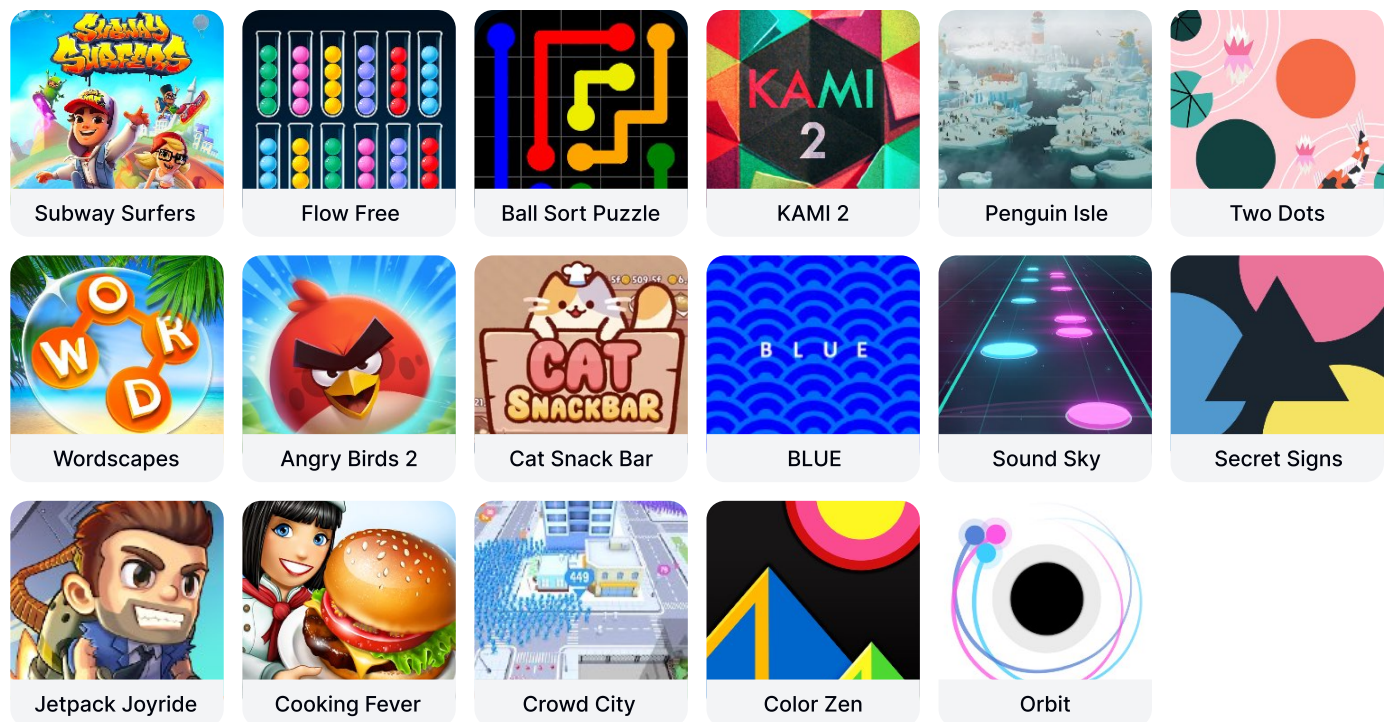 SUBWAY
SURFERS
Subway Surfers
Flow Free
Ball Sort Puzzle
KAMI
2
KAMI 2
Penguin Isle
Two Dots
W O R D
Wordscapes
Angry Birds 2
CAT
SNACKBAR
Cat Snack Bar
BLUE
BLUE
Sound Sky
Secret Signs
Jetpack Joyride
Cooking Fever
449
Crowd City
Color Zen
Orbit